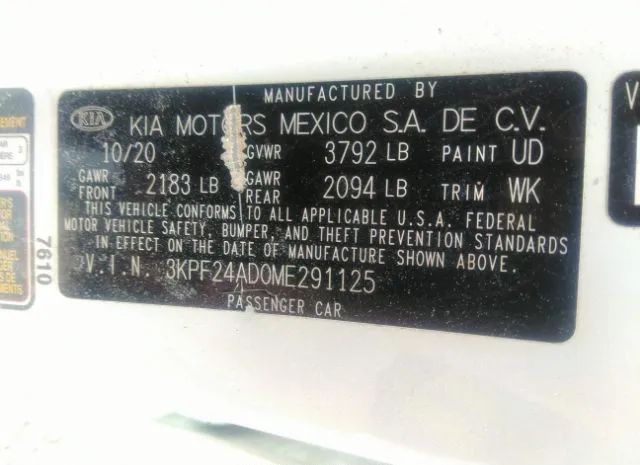 MANUFACTURED BY
KIA KIA MOTORS MEXICO S.A. DE C.V.
10/20 GVWR 3792 LB PAINT UD
GAWR FRONT 2183 LB GAWR REAR 2094 LB TRIM WK
THIS VEHICLE CONFORMS TO ALL APPLICABLE U.S.A. FEDERAL
MOTOR VEHICLE SAFETY, BUMPER, AND THEFT PREVENTION STANDARDS
IN EFFECT ON THE DATE OF MANUFACTURE SHOWN ABOVE.
V.I.N. 3KPF24AD0ME291125
PASSENGER CAR
7610
V